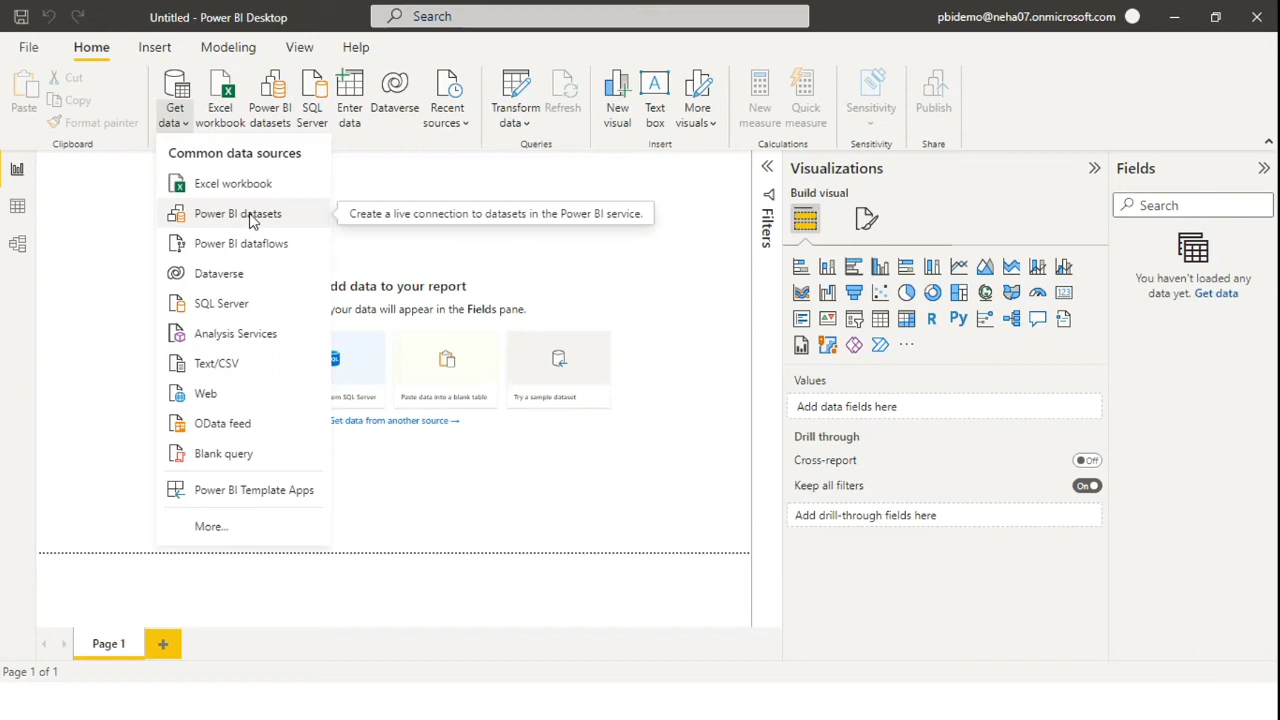 Untitled - Power BI Desktop
Search
pbidemo@neha07.onmicrosoft.com
File
Home
Insert
Modeling
View
Help
Paste
Cut
Copy
Format painter
Clipboard
Get data
Excel workbook
Power BI datasets
SQL Server
Enter data
Dataverse
Recent sources
Transform data
Refresh
Queries
New visual
Text box
More visuals
Insert
New measure
Quick measure
Calculations
Sensitivity
Sensitivity
Publish
Share
Common data sources
Excel workbook
Power BI datasets
Create a live connection to datasets in the Power BI service.
Power BI dataflows
Dataverse
SQL Server
Analysis Services
Text/CSV
Web
OData feed
Blank query
Power BI Template Apps
More...
dd data to your report
your data will appear in the Fields pane.
SQL
om SQL Server
Paste data into a blank table
Try a sample dataset
Get data from another source →
Filters
Visualizations
Build visual
123
R
Py
...
Values
Add data fields here
Drill through
Cross-report
Off
Keep all filters
On
Add drill-through fields here
Fields
Search
You haven't loaded any
data yet. Get data
Page 1
Page 1 of 1